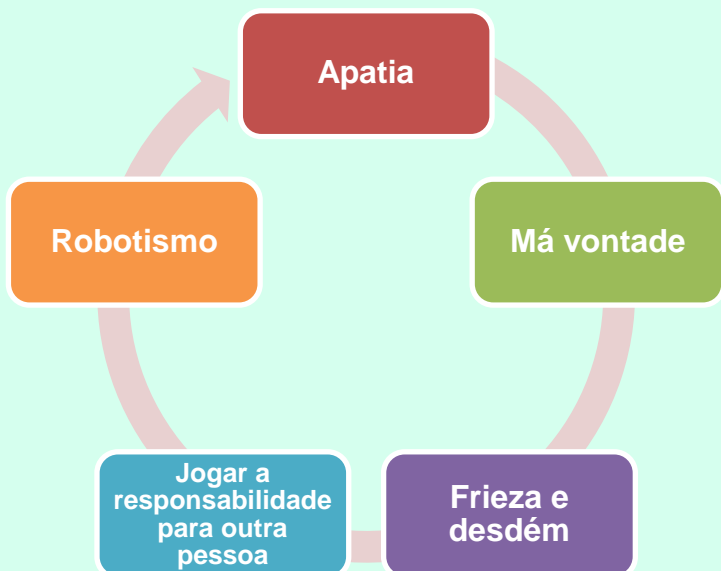 Apatia
Má vontade
Frieza e
desdém
Jogar a
responsabilidade
para outra
pessoa
Robotismo